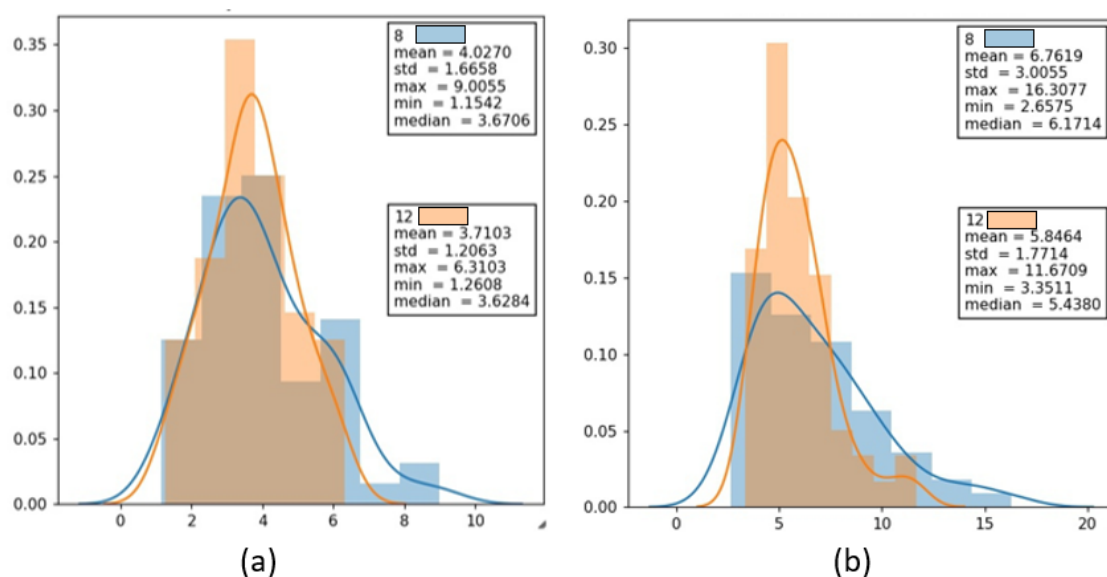 0.35
0.30
0.25
0.20
0.15
0.10
0.05
0.00
0 2 4 6 8 10
8
mean = 4.0270
std = 1.6658
max = 9.0055
min = 1.1542
median = 3.6706
12
mean = 3.7103
std = 1.2063
max = 6.3103
min = 1.2608
median = 3.6284
(a)
0.30
0.25
0.20
0.15
0.10
0.05
0.00
0 5 10 15 20
8
mean = 6.7619
std = 3.0055
max = 16.3077
min = 2.6575
median = 6.1714
12
mean = 5.8464
std = 1.7714
max = 11.6709
min = 3.3511
median = 5.4380
(b)